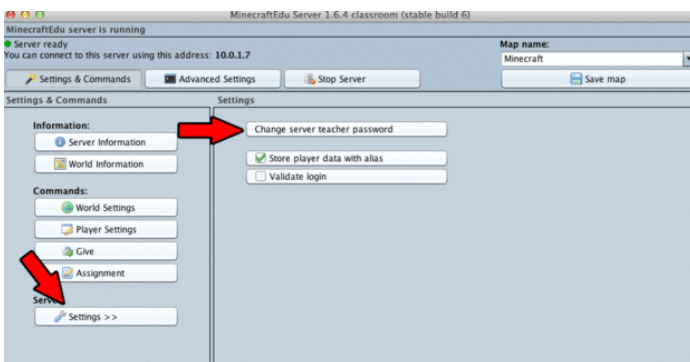 MinecraftEdu Server 1.6.4 classroom (stable build 6)
MinecraftEdu server is running
Server ready
You can connect to this server using this address: 10.0.1.7
Map name:
Minecraft
Settings & Commands
Advanced Settings
Stop Server
Save map
Settings & Commands
Settings
Information:
Server Information
World Information
Commands:
World Settings
Player Settings
Give
Assignment
Settings >>
Change server teacher password
Store player data with alias
Validate login